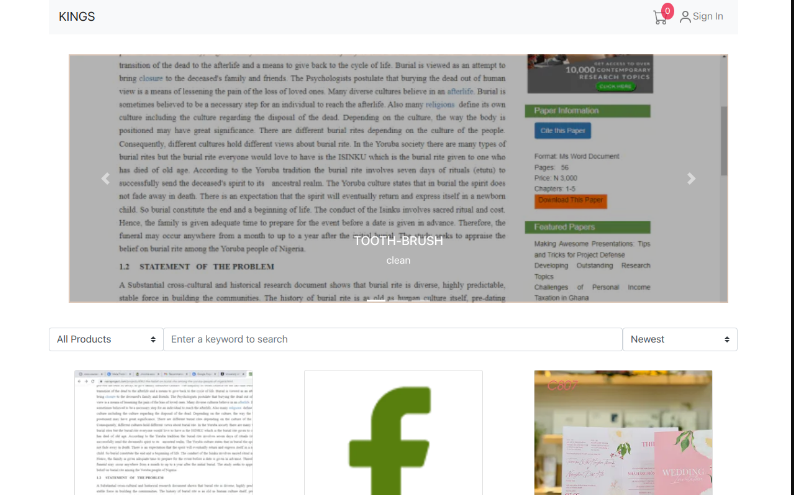 KINGS
0
Sign In
transition of the dead to the afterlife and a means to give back to the cycle of life. Burial is viewed as an attempt to
bring closure to the deceased's family and friends. The Psychologists postulate that burying the dead out of human
view is a means of lessening the pain of the loss of loved ones. Many diverse cultures believe in an afterlife. Burial is
sometimes believed to be a necessary step for an individual to reach the afterlife. Also many religions define its own
culture including the culture regarding the disposal of the dead. Depending on the culture, the way the body is
positioned may have great significance. There are different burial rites depending on the culture of the people.
Consequently, different cultures hold different views about burial rite. In the Yoruba society there are many types of
burial rites but the burial rite everyone would love to have is the ISINKU which is the burial rite given to one who
has died of old age. According to the Yoruba tradition the burial rite involves seven days of rituals (etutu) to
successfully send the deceased's spirit to its ancestral realm. The Yoruba culture states that in burial the spirit does
not fade away in death. There is an expectation that the spirit will eventually return and express itself in a newborn
child. So burial constitute the end and a beginning of life. The conduct of the Isinku involves sacred ritual and cost.
Hence, the family is given adequate time to prepare for the event before a date is given in advance. Therefore, the
funeral may occur anywhere from a month to up to a year after the initial burial. The study seeks to appraise the
belief on burial rite among the Yoruba people of Nigeria.
1.2 STATEMENT OF THE PROBLEM
A Substantial cross-cultural and historical research document shows that burial rite is diverse, highly predictable,
stable force in building the communities. The history of burial rite is as old as human culture itself, pre-dating
GET ACCESS TO OVER
10,000 CONTEMPORARY
RESEARCH TOPICS
CLICK HERE
Paper Information
Cite this Paper
Format: Ms Word Document
Pages: 56
Price: N 3,000
Chapters: 1-5
Download This Paper
Featured Papers
Making Awesome Presentations Tips
and Tricks for Project Defense
Developing Outstanding Research
Topics
Challenges of Personal Income
Taxation in Ghana
TOOTH-BRUSH
clean
All Products
Enter a keyword to search
Newest
WEDDING